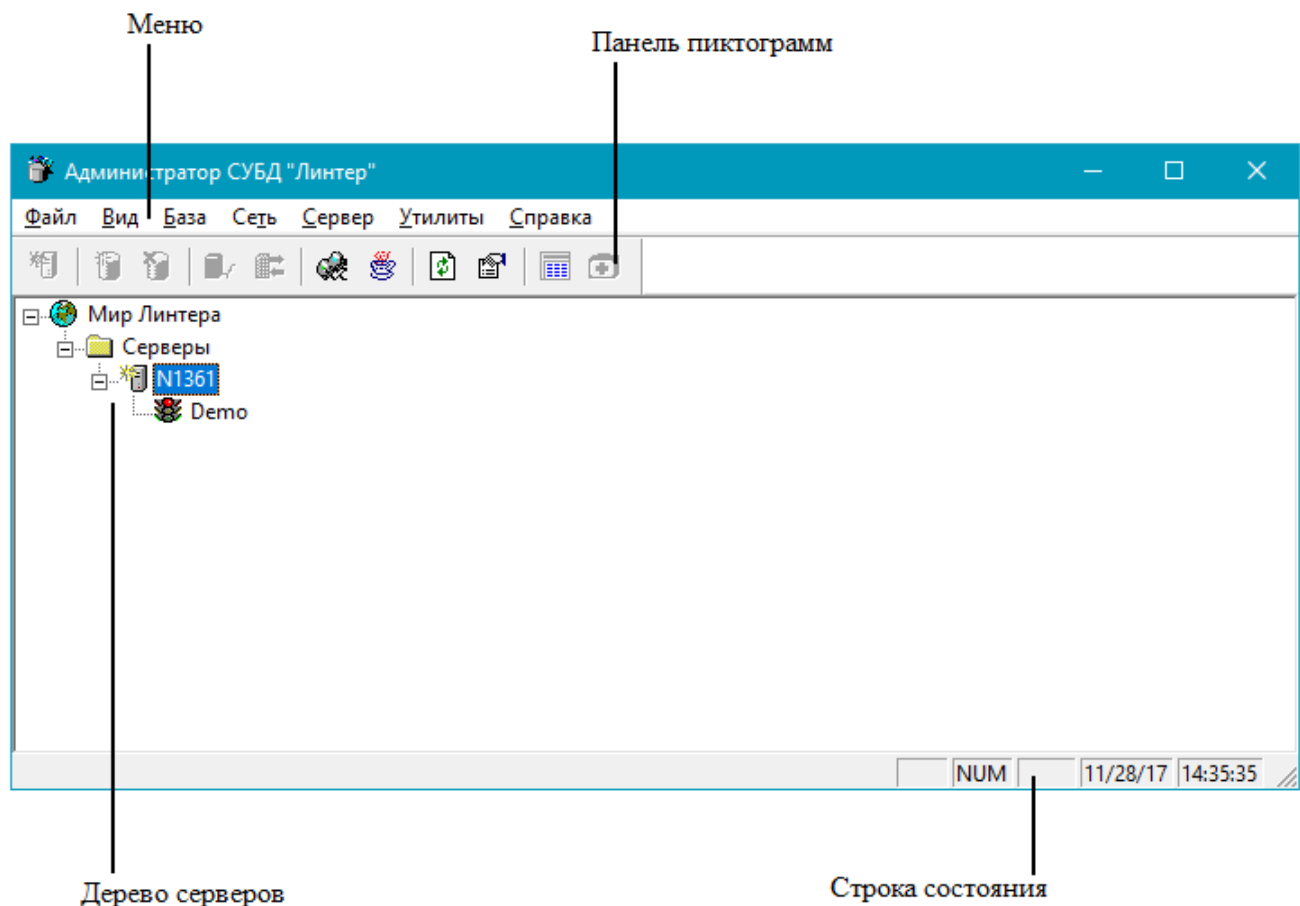 Меню
Панель пиктограмм
Администратор СУБД "Линтер"
Файл Вид База Сеть Сервер Утилиты Справка
Мир Линтера
Серверы
N1361
Demo
NUM 11/28/17 14:35:35
Дерево серверов
Строка состояния